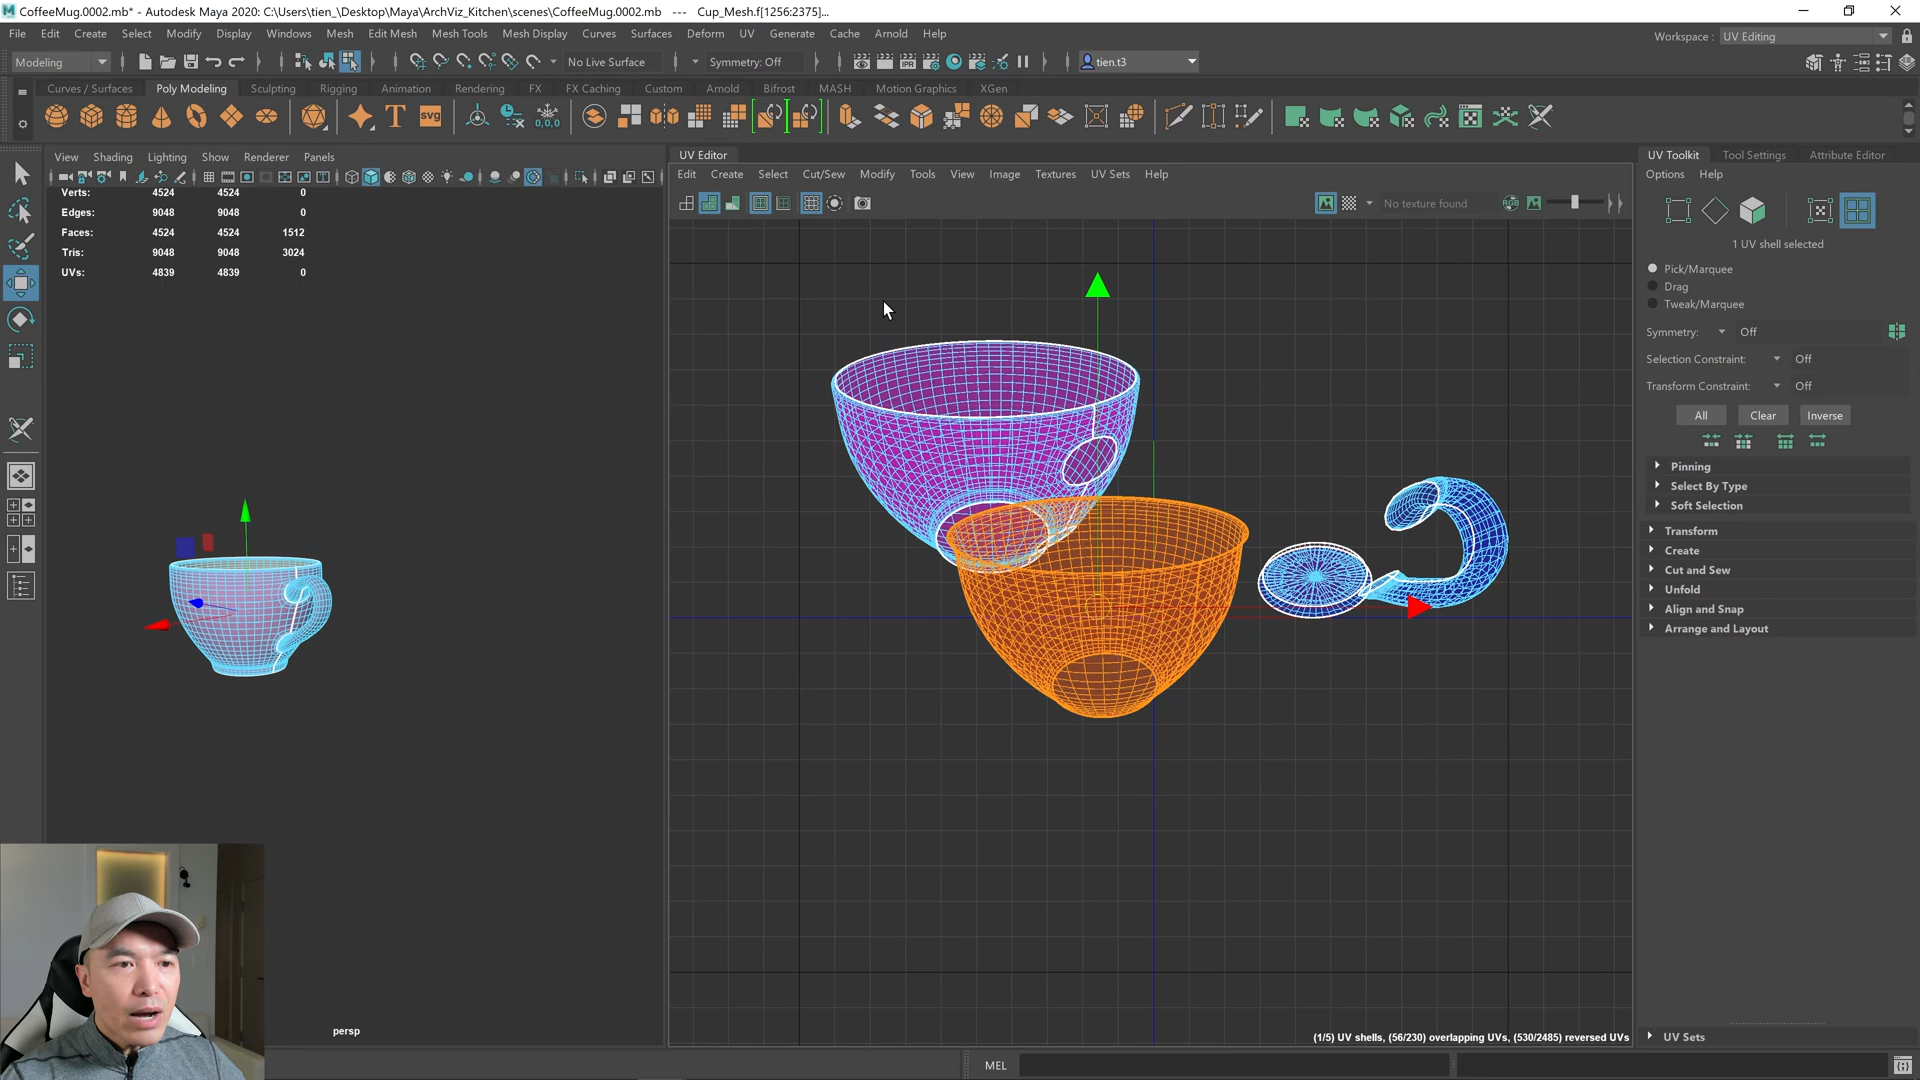 CoffeeMug.0002.mb* - Autodesk Maya 2020: C:\Users\tien_\Desktop\Maya\ArchViz_Kitchen\scenes\CoffeeMug.0002.mb --- Cup_Mesh.f[1256:2375]...
File Edit Create Select Modify Display Windows Mesh Edit Mesh Mesh Tools Mesh Display Curves Surfaces Deform UV Generate Cache Arnold Help
Workspace : UV Editing
Modeling No Live Surface Symmetry: Off tien.t3
Curves / Surfaces Poly Modeling Sculpting Rigging Animation Rendering FX FX Caching Custom Arnold Bifrost MASH Motion Graphics XGen
T svg 0,0,0
View Shading Lighting Show Renderer Panels
Verts: 4524 4524 0
Edges: 9048 9048 0
Faces: 4524 4524 1512
Tris: 9048 9048 3024
UVs: 4839 4839 0
persp
UV Editor
Edit Create Select Cut/Sew Modify Tools View Image Textures UV Sets Help
No texture found RGB
(1/5) UV shells, (56/230) overlapping UVs, (530/2485) reversed UVs
UV Toolkit Tool Settings Attribute Editor
Options Help
1 UV shell selected
Pick/Marquee
Drag
Tweak/Marquee
Symmetry: Off
Selection Constraint: Off
Transform Constraint: Off
All Clear Inverse
Pinning
Select By Type
Soft Selection
Transform
Create
Cut and Sew
Unfold
Align and Snap
Arrange and Layout
UV Sets
MEL